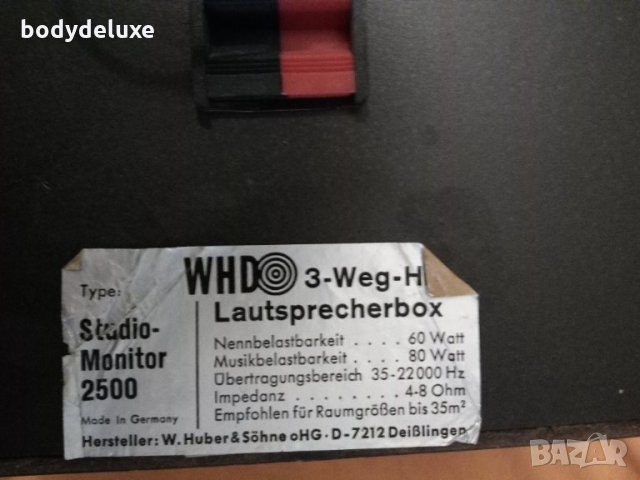 bodydeluxe
WHD 3-Weg-H
Type:
Lautsprecherbox
Studio-
Monitor
2500
Nennbelastbarkeit . . . . 60 Watt
Musikbelastbarkeit . . . . 80 Watt
Übertragungsbereich 35-22000 Hz
Impedanz . . . . . . . . 4-8 Ohm
Empfohlen für Raumgrößen bis 35m²
Made in Germany
Hersteller: W. Huber & Söhne oHG · D-7212 Deißlingen
BAZAR